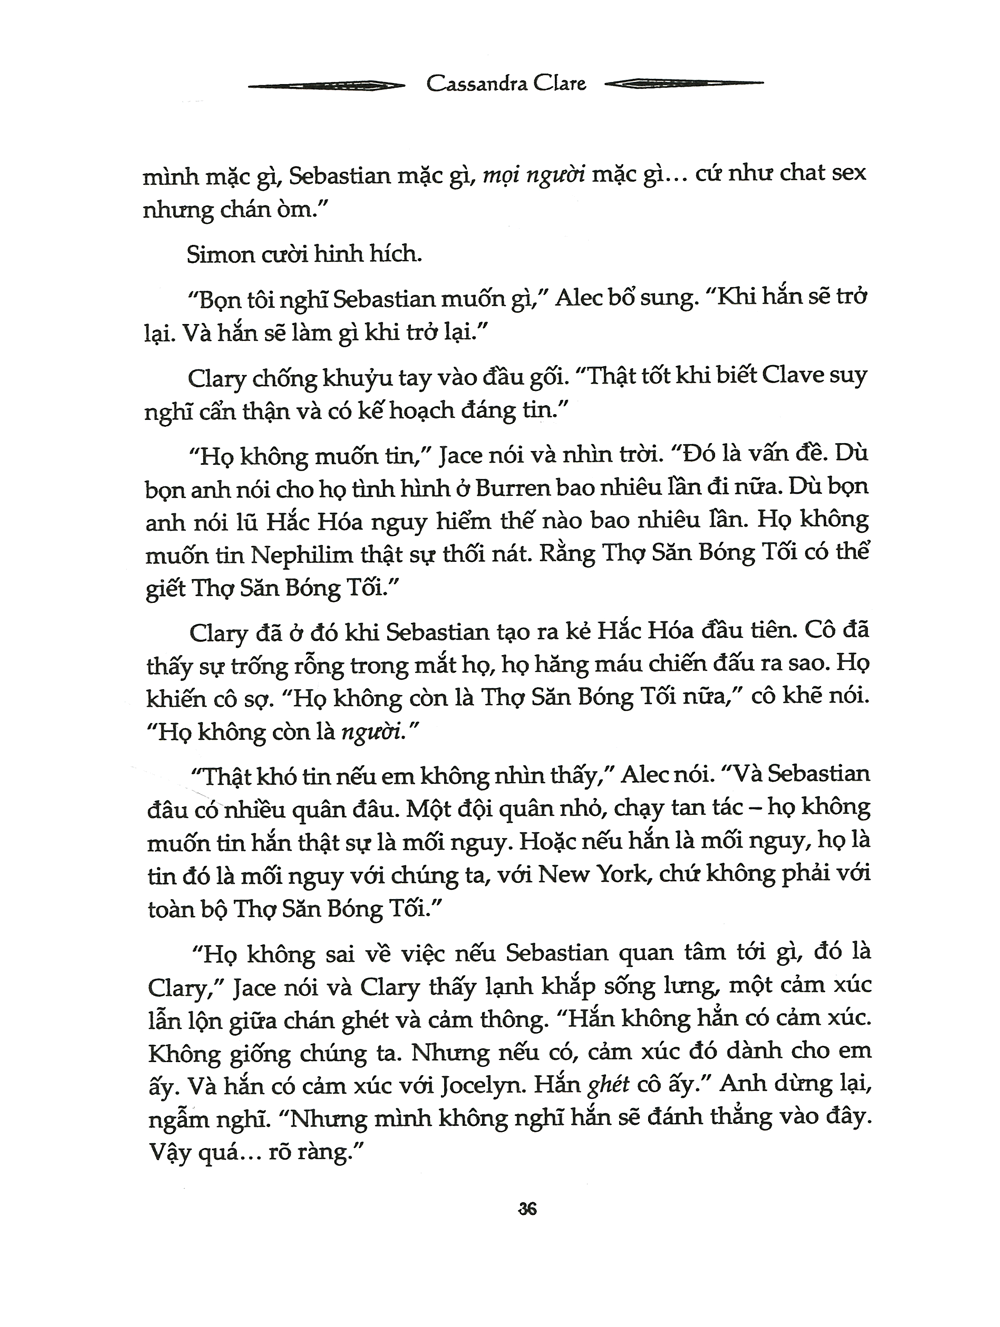 Cassandra Clare
mình mặc gì, Sebastian mặc gì, mọi người mặc gì... cứ như chat sex
nhưng chán òm.”
Simon cười hinh hích.
“Bọn tôi nghĩ Sebastian muốn gì,” Alec bổ sung. “Khi hắn sẽ trở
lại. Và hắn sẽ làm gì khi trở lại.”
Clary chống khuỷu tay vào đầu gối. “Thật tốt khi biết Clave suy
nghĩ cẩn thận và có kế hoạch đáng tin.”
“Họ không muốn tin,” Jace nói và nhìn trời. “Đó là vấn đề. Dù
bọn anh nói cho họ tình hình ở Burren bao nhiêu lần đi nữa. Dù bọn
anh nói lũ Hắc Hóa nguy hiểm thế nào bao nhiêu lần. Họ không
muốn tin Nephilim thật sự thối nát. Rằng Thợ Săn Bóng Tối có thể
giết Thợ Săn Bóng Tối.”
Clary đã ở đó khi Sebastian tạo ra kẻ Hắc Hóa đầu tiên. Cô đã
thấy sự trống rỗng trong mắt họ, họ hăng máu chiến đấu ra sao. Họ
khiến cô sợ. “Họ không còn là Thợ Săn Bóng Tối nữa,” cô khẽ nói.
“Họ không còn là người.”
“Thật khó tin nếu em không nhìn thấy,” Alec nói. “Và Sebastian
đâu có nhiều quân đâu. Một đội quân nhỏ, chạy tan tác – họ không
muốn tin hắn thật sự là mối nguy. Hoặc nếu hắn là mối nguy, họ là
tin đó là mối nguy với chúng ta, với New York, chứ không phải với
toàn bộ Thợ Săn Bóng Tối.”
“Họ không sai về việc nếu Sebastian quan tâm tới gì, đó là
Clary,” Jace nói và Clary thấy lạnh khắp sống lưng, một cảm xúc
lẫn lộn giữa chán ghét và cảm thông. “Hắn không hẳn có cảm xúc.
Không giống chúng ta. Nhưng nếu có, cảm xúc đó dành cho em
ấy. Và hắn có cảm xúc với Jocelyn. Hắn ghét cô ấy.” Anh dừng lại,
ngẫm nghĩ. “Nhưng mình không nghĩ hắn sẽ đánh thẳng vào đây.
Vậy quá... rõ ràng.”
36